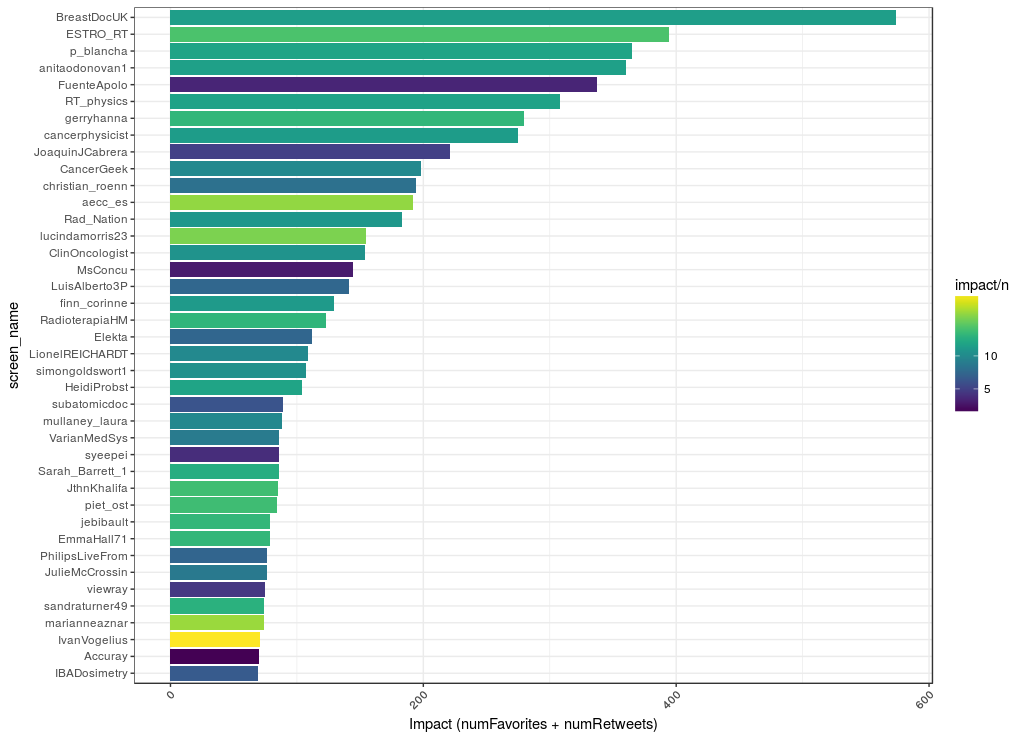 BreastDocUK
ESTRO_RT
p_blancha
anitaodonovan1
FuenteApolo
RT_physics
gerryhanna
cancerphysicist
JoaquinJCabrera
CancerGeek
christian_roenn
aecc_es
Rad_Nation
lucindamorris23
ClinOncologist
MsConcu
LuisAlberto3P
finn_corinne
RadioterapiaHM
Elekta
LionelREICHARDT
simongoldswort1
HeidiProbst
subatomicdoc
mullaney_laura
VarianMedSys
syeepei
Sarah_Barrett_1
JthnKhalifa
piet_ost
jebibault
EmmaHall71
PhilipsLiveFrom
JulieMcCrossin
viewray
sandraturner49
marianneaznar
IvanVogelius
Accuray
IBADosimetry
screen_name
0
200
400
600
Impact (numFavorites + numRetweets)
impact/n
10
5